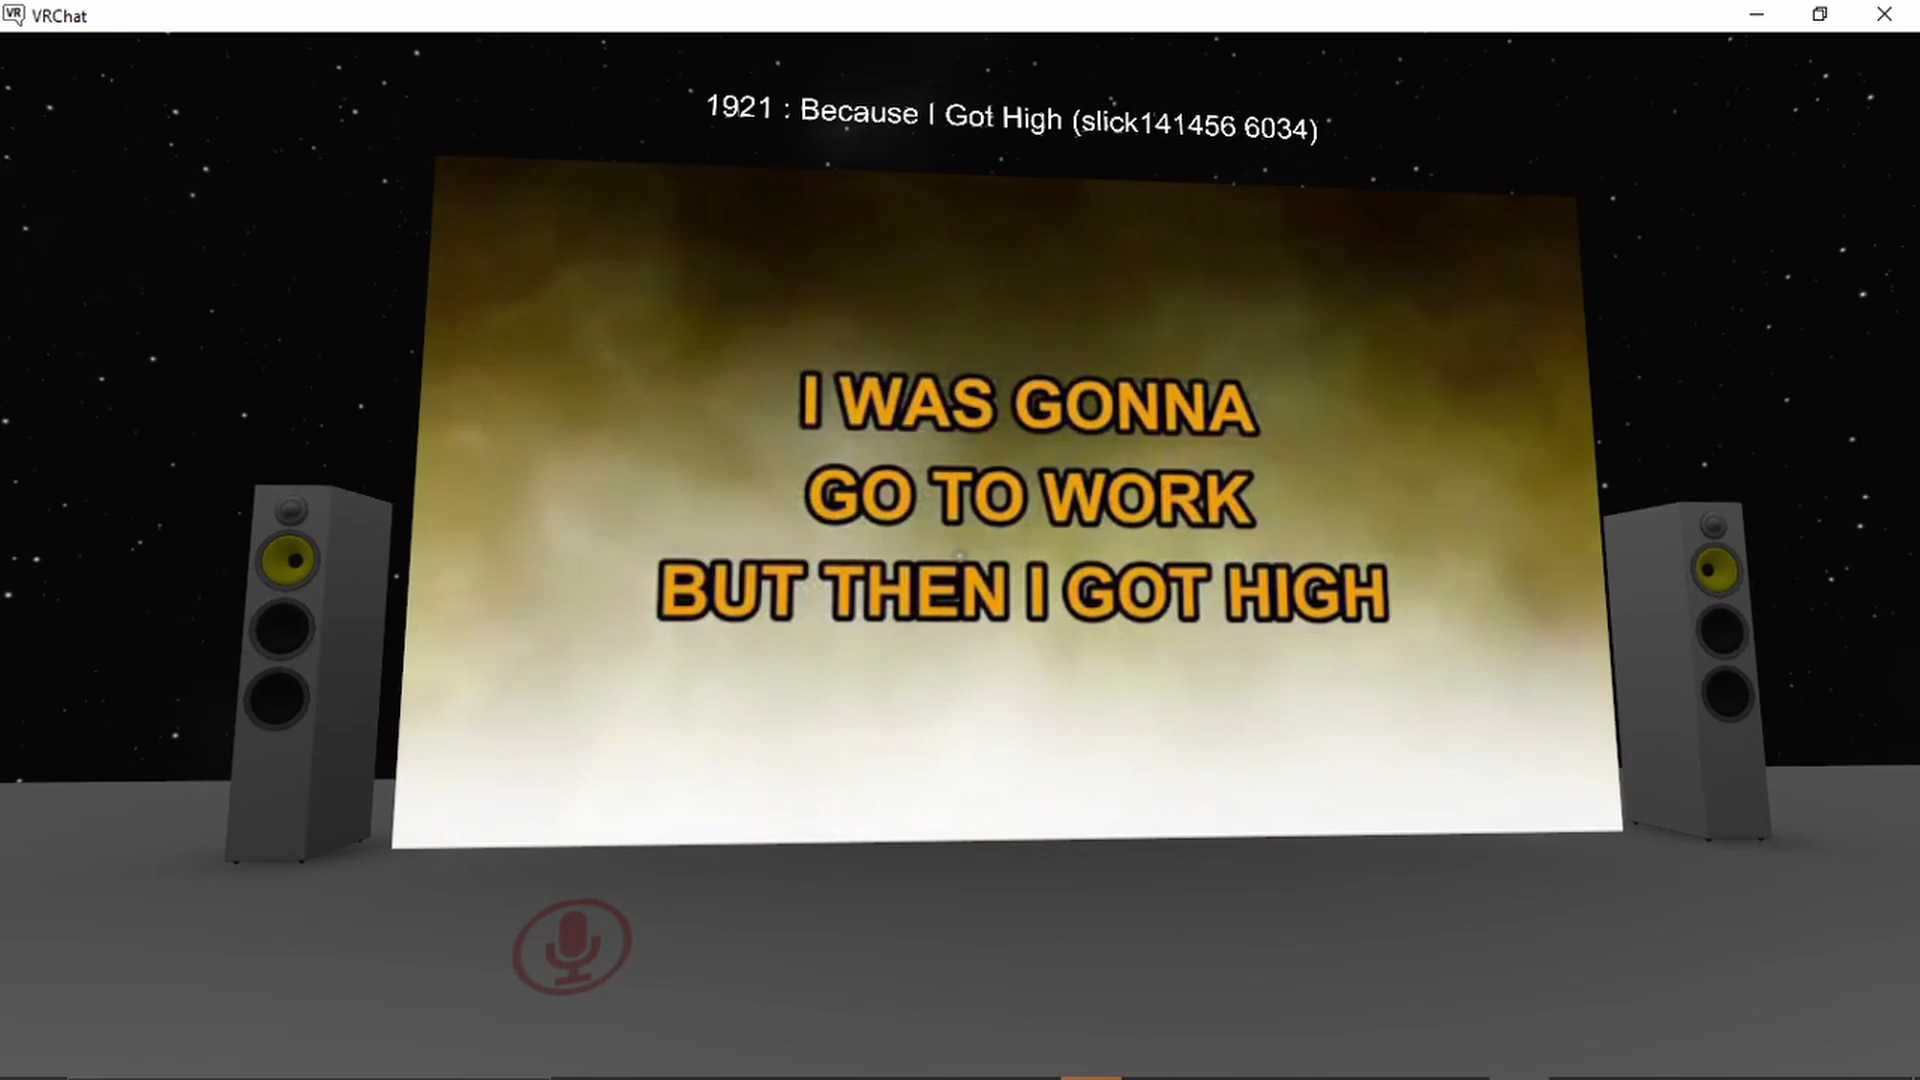 VRChat
1921 : Because I Got High (slick141456 6034)
I WAS GONNA
GO TO WORK
BUT THEN I GOT HIGH